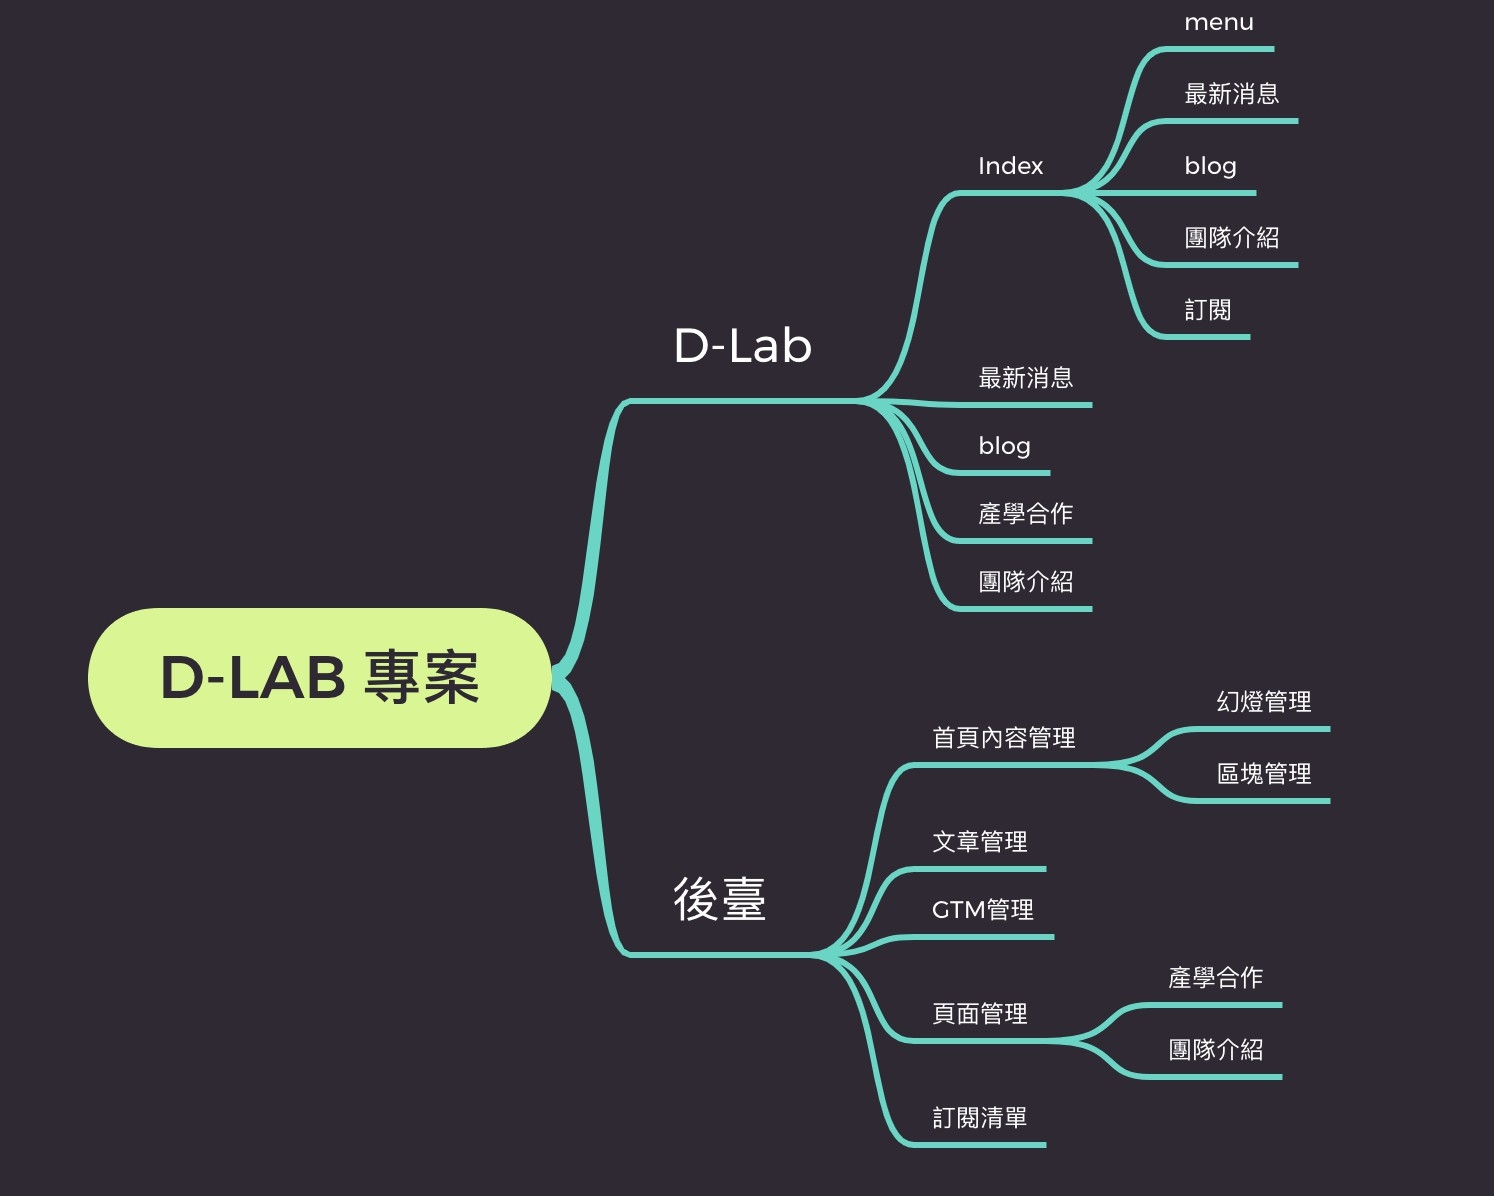 D-LAB 專案
D-Lab
Index
menu
最新消息
blog
團隊介紹
訂閱
最新消息
blog
產學合作
團隊介紹
後臺
首頁內容管理
幻燈管理
區塊管理
文章管理
GTM管理
頁面管理
產學合作
團隊介紹
訂閱清單